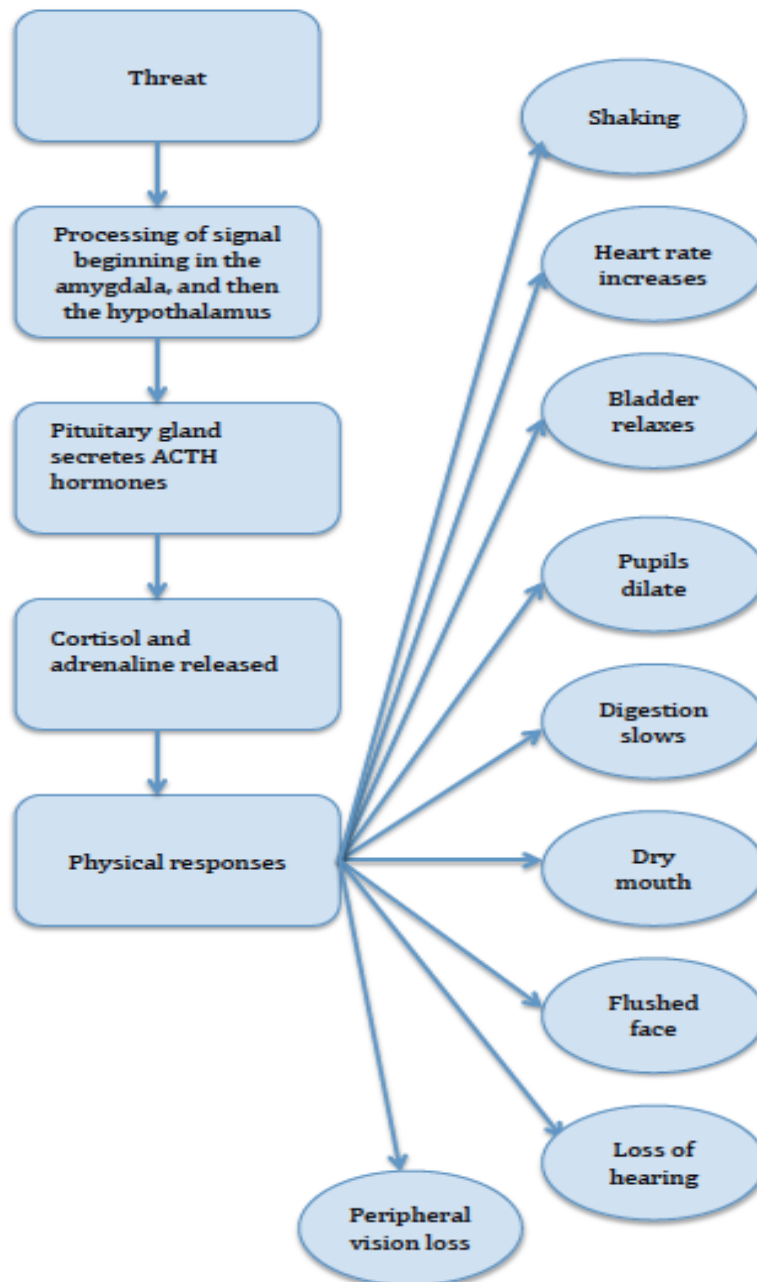 Threat
Processing of signal
beginning in the
amygdala, and then
the hypothalamus
Pituitary gland
secretes ACTH
hormones
Cortisol and
adrenaline released
Physical responses
Shaking
Heart rate
increases
Bladder
relaxes
Pupils
dilate
Digestion
slows
Dry
mouth
Flushed
face
Loss of
hearing
Peripheral
vision loss